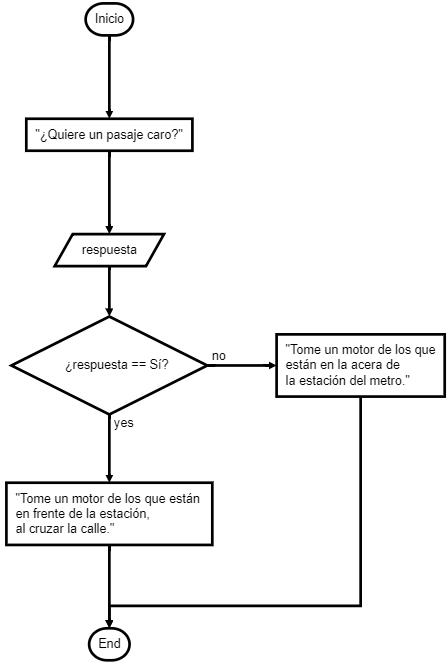 Inicio
"¿Quiere un pasaje caro?"
respuesta
¿respuesta == Sí?
no
"Tome un motor de los que
están en la acera de
la estación del metro."
yes
"Tome un motor de los que están
en frente de la estación,
al cruzar la calle."
End